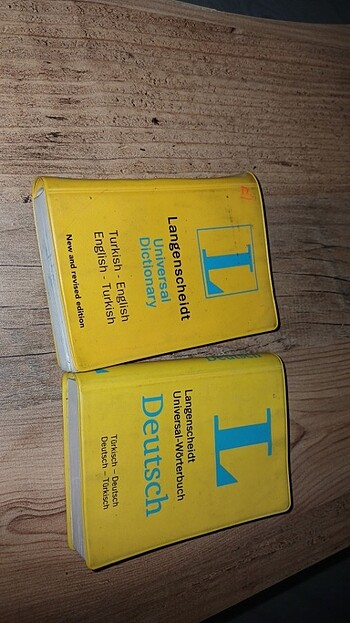 L
Langenscheidt
Universal
Dictionary
Turkish - English
English - Turkish
New and revised edition
L
Langenscheidt
Universal-Wörterbuch
Deutsch
Türkisch – Deutsch
Deutsch – Türkisch